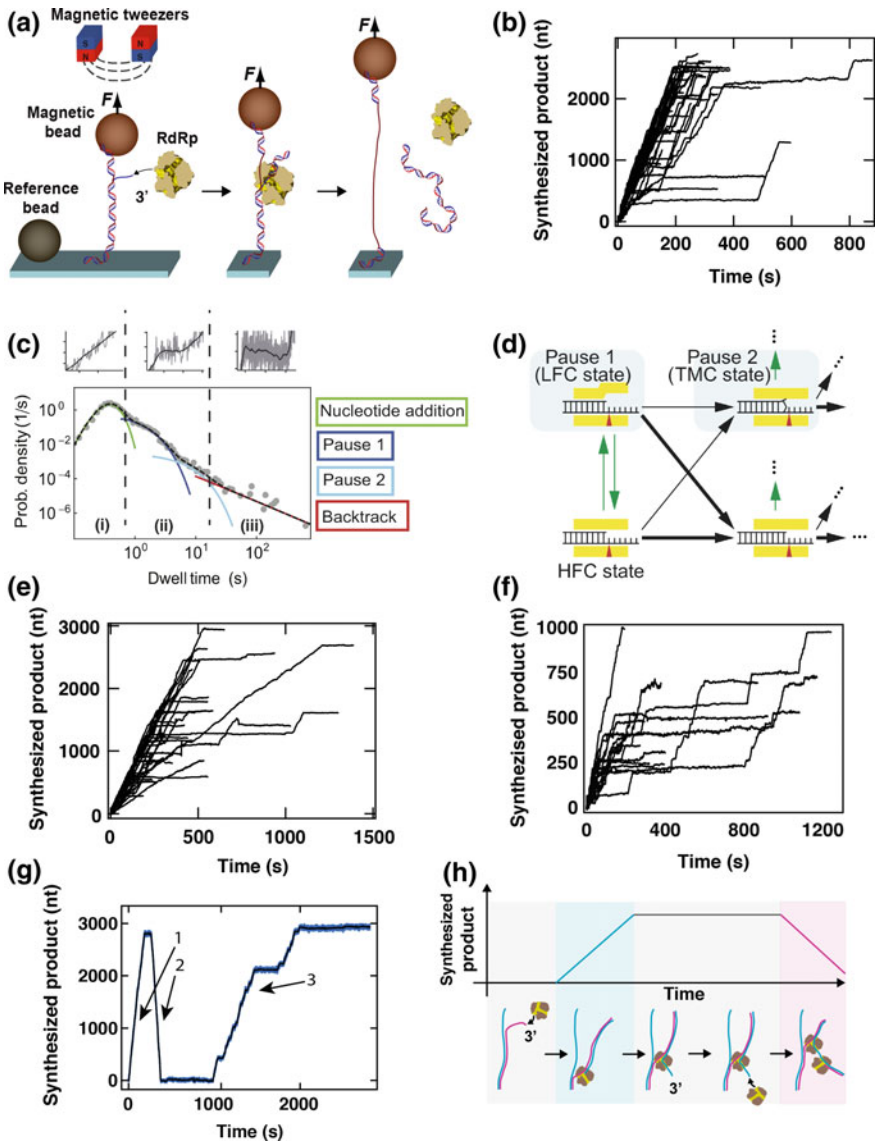 (a)
Magnetic tweezers
S N
N S
F
F
F
Magnetic
bead
RdRp
Reference
bead
3'
(b)
Synthesized product (nt)
2000
1000
0
0 200 400 600 800
Time (s)
(c)
Prob. density (1/s)
10^0
10^-2
10^-4
10^-6
(i) (ii) (iii)
10^0 10^1 10^2
Dwell time (s)
Nucleotide addition
Pause 1
Pause 2
Backtrack
(d)
Pause 1
(LFC state)
Pause 2
(TMC state)
HFC state
(e)
Synthesized product (nt)
3000
2000
1000
0
0 500 1000 1500
Time (s)
(f)
Synthezised product (nt)
1000
750
500
250
0
0 400 800 1200
Time (s)
(g)
Synthesized product (nt)
3000
2000
1000
0
1
2
3
0 1000 2000
Time (s)
(h)
Synthesized
product
Time
3'
3'